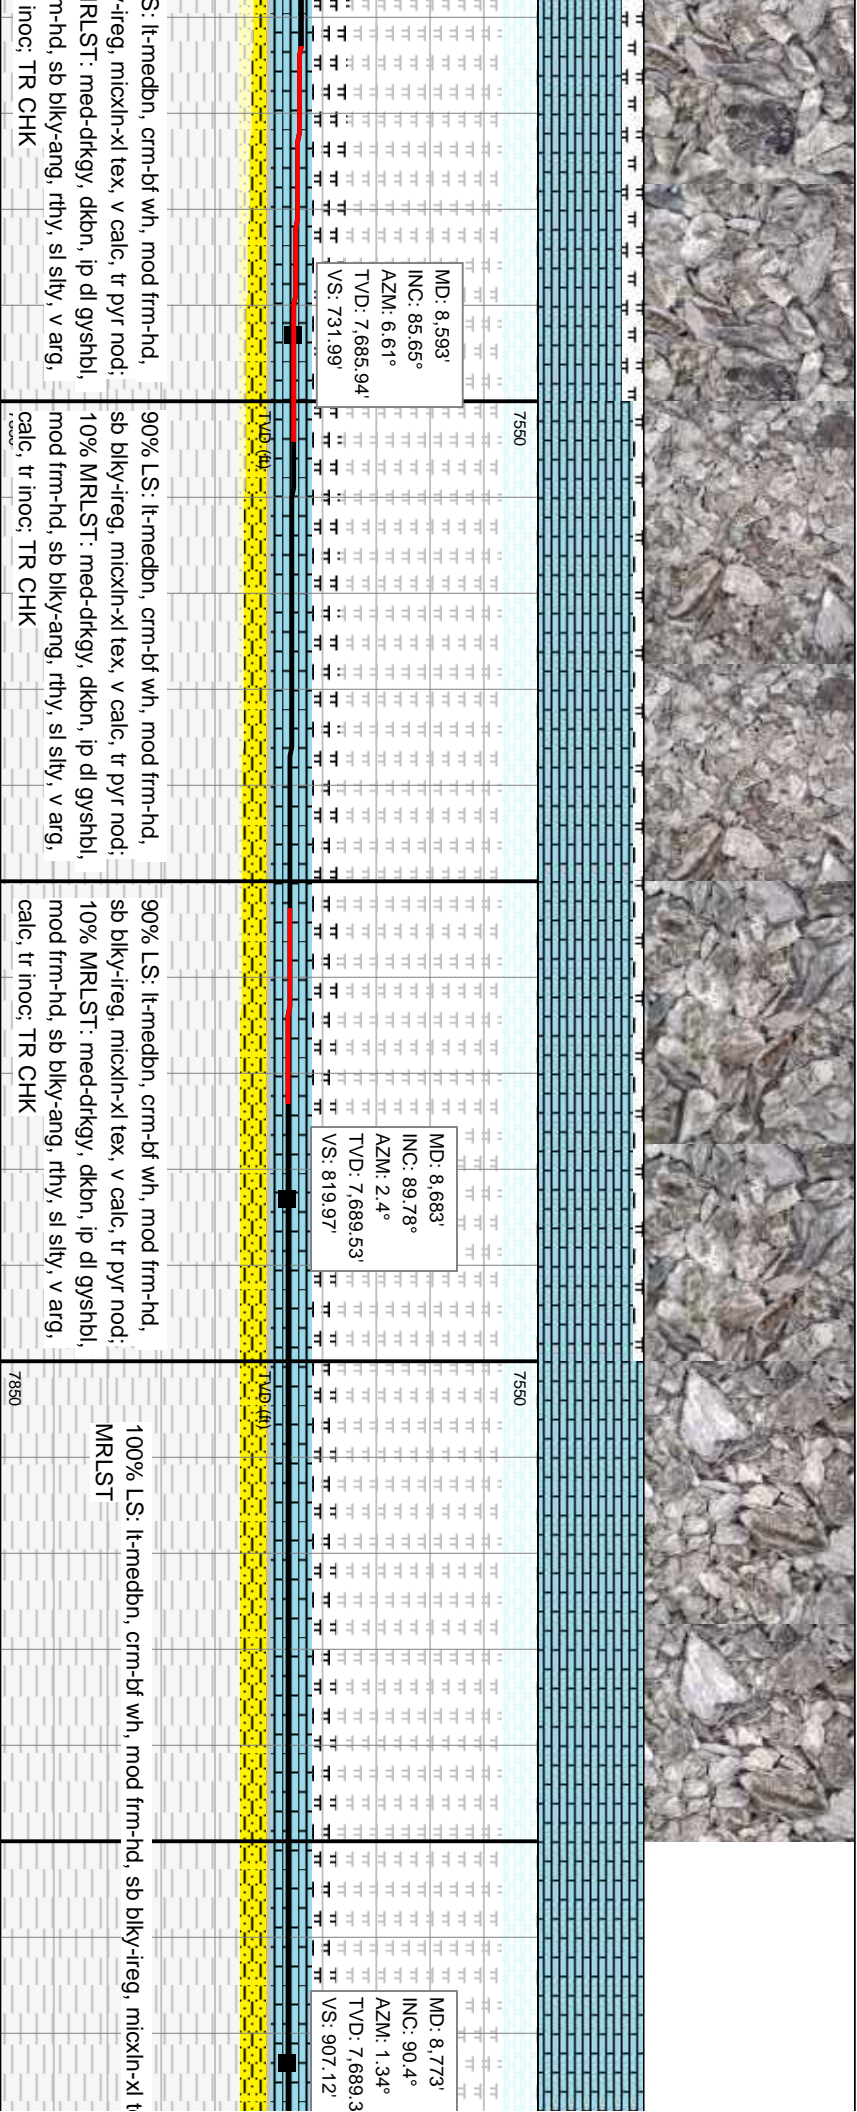 S: lt-medbn, crm-bf wh, mod frm-hd,
/-ireg, micxln-xl tex, v calc, tr pyr nod;
RLST: med-drkgy, dkbn, ip dl gyshbl,
m-hd, sb blky-ang, rthy, sl slty, v arg,
inoc; TR CHK
MD: 8,593'
INC: 85.65°
AZM: 6.61°
TVD: 7,685.94'
VS: 731.99'
7550
TVD (ft)
90% LS: lt-medbn, crm-bf wh, mod frm-hd,
sb blky-ireg, micxln-xl tex, v calc, tr pyr nod;
10% MRLST: med-drkgy, dkbn, ip dl gyshbl,
mod frm-hd, sb blky-ang, rthy, sl slty, v arg,
calc, tr inoc; TR CHK
90% LS: lt-medbn, crm-bf wh, mod frm-hd,
sb blky-ireg, micxln-xl tex, v calc, tr pyr nod;
10% MRLST: med-drkgy, dkbn, ip dl gyshbl,
mod frm-hd, sb blky-ang, rthy, sl slty, v arg,
calc, tr inoc; TR CHK
MD: 8,683'
INC: 89.78°
AZM: 2.4°
TVD: 7,689.53'
VS: 819.97'
7550
TVD (ft)
7850
100% LS: lt-medbn, crm-bf wh, mod frm-hd, sb blky-ireg, micxln-xl t
MRLST
MD: 8,773'
INC: 90.4°
AZM: 1.34°
TVD: 7,689.3
VS: 907.12'